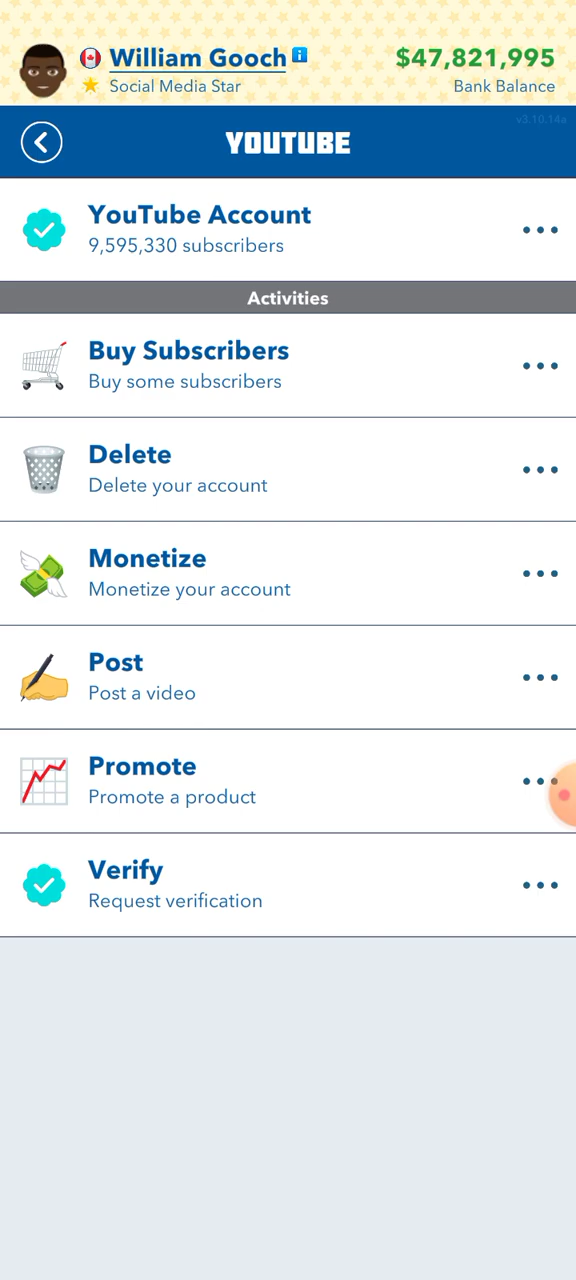 William Gooch
$47,821,995
Social Media Star
Bank Balance
v3.10.14a
YOUTUBE
YouTube Account
9,595,330 subscribers
Activities
Buy Subscribers
Buy some subscribers
Delete
Delete your account
Monetize
Monetize your account
Post
Post a video
Promote
Promote a product
Verify
Request verification